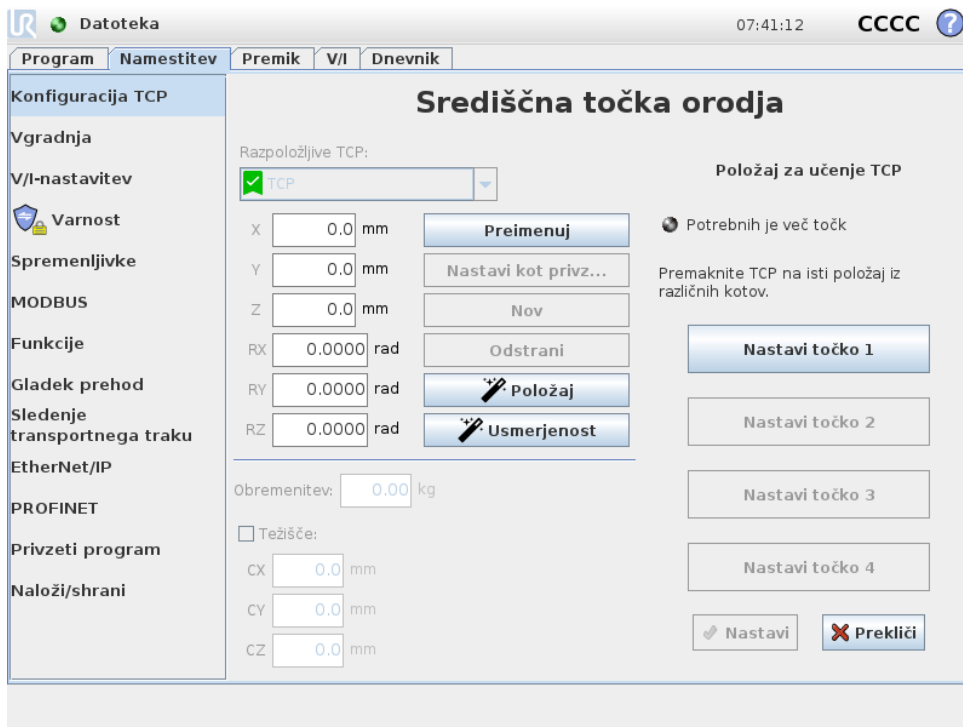 UR Datoteka 07:41:12 CCCC ?
Program Namestitev Premik V/I Dnevnik
Konfiguracija TCP
Vgradnja
V/I-nastavitev
Varnost
Spremenljivke
MODBUS
Funkcije
Gladek prehod
Sledenje
transportnega traku
EtherNet/IP
PROFINET
Privzeti program
Naloži/shrani
Središčna točka orodja
Razpoložljive TCP:
TCP
X 0.0 mm Preimenuj
Y 0.0 mm Nastavi kot privz...
Z 0.0 mm Nov
RX 0.0000 rad Odstrani
RY 0.0000 rad Položaj
RZ 0.0000 rad Usmerjenost
Obremenitev: 0.00 kg
Težišče:
CX 0.0 mm
CY 0.0 mm
CZ 0.0 mm
Položaj za učenje TCP
Potrebnih je več točk
Premaknite TCP na isti položaj iz
različnih kotov.
Nastavi točko 1
Nastavi točko 2
Nastavi točko 3
Nastavi točko 4
Nastavi Prekliči